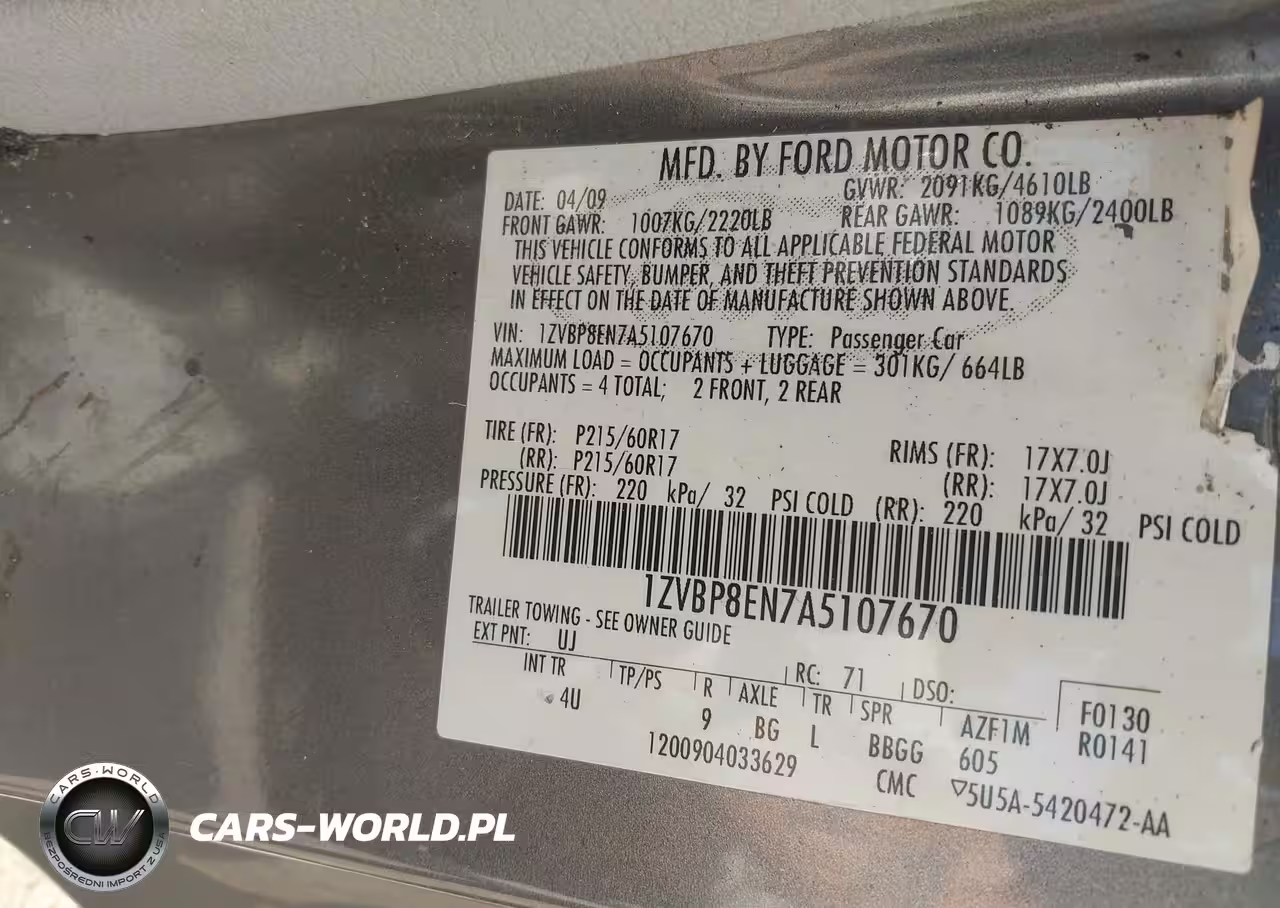 MFD. BY FORD MOTOR CO.
DATE: 04/09 GVWR: 2091KG/4610LB
FRONT GAWR: 1007KG/2220LB REAR GAWR: 1089KG/2400LB
THIS VEHICLE CONFORMS TO ALL APPLICABLE FEDERAL MOTOR
VEHICLE SAFETY, BUMPER, AND THEFT PREVENTION STANDARDS
IN EFFECT ON THE DATE OF MANUFACTURE SHOWN ABOVE.
VIN: 1ZVBP8EN7A5107670 TYPE: Passenger Car
MAXIMUM LOAD = OCCUPANTS + LUGGAGE = 301KG/ 664LB
OCCUPANTS = 4 TOTAL; 2 FRONT, 2 REAR
TIRE (FR): P215/60R17 RIMS (FR): 17X7.0J
(RR): P215/60R17 (RR): 17X7.0J
PRESSURE (FR): 220 kPa/ 32 PSI COLD (RR): 220 kPa/ 32 PSI COLD
1ZVBP8EN7A5107670
TRAILER TOWING - SEE OWNER GUIDE
EXT PNT: UJ RC: 71 DSO:
INT TR TP/PS R AXLE TR SPR AZF1M F0130
4U 9 BG L BBGG 605 R0141
1200904033629 CMC ▽5U5A-5420472-AA
CARS-WORLD
CW
BEZPOŚREDNI IMPORT Z USA
CARS-WORLD.PL